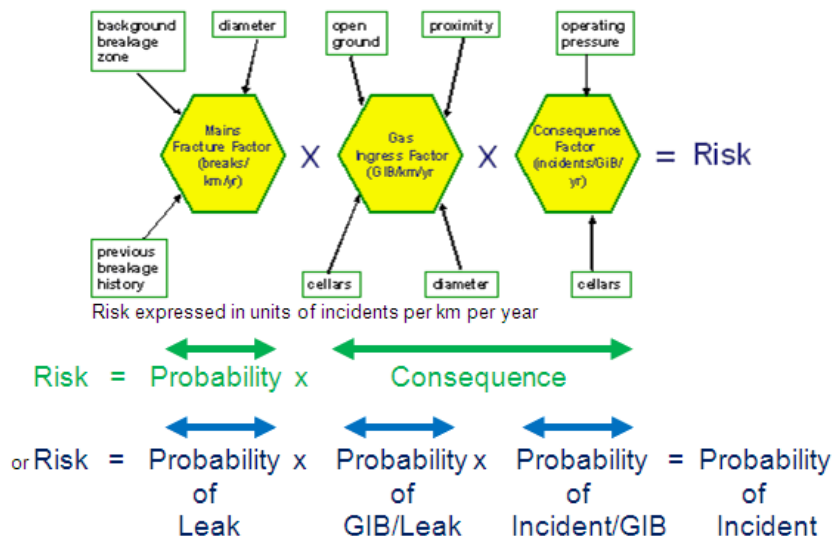 background
breakage
zone
diameter
open
ground
proximity
operating
pressure
Mains
Fracture Factor
(breaks/
km/yr)
X
Gas
Ingress Factor
(GIB/km/yr
X
Consequence
Factor
(incidents/GIB/
yr)
= Risk
previous
breakage
history
cellars
diameter
cellars
Risk expressed in units of incidents per km per year
Risk = Probability x Consequence
or Risk = Probability x Probability x Probability = Probability
of of of of
Leak GIB/Leak Incident/GIB Incident